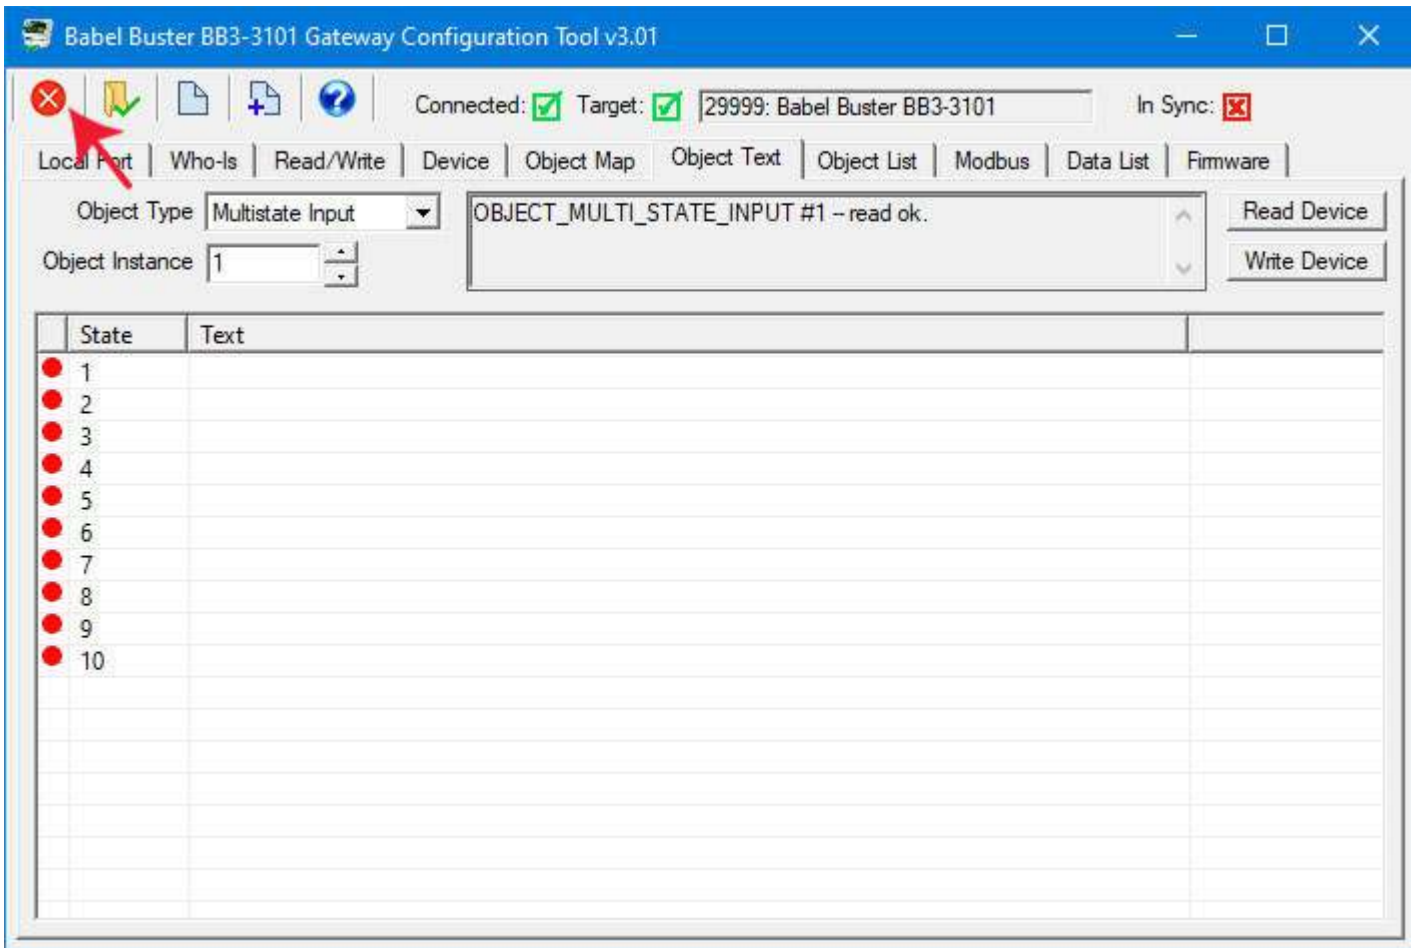 Babel Buster BB3-3101 Gateway Configuration Tool v3.01
Connected: Target: 29999: Babel Buster BB3-3101 In Sync:
Local Port Who-Is Read/Write Device Object Map Object Text Object List Modbus Data List Firmware
Object Type Multistate Input OBJECT_MULTI_STATE_INPUT #1 -- read ok. Read Device
Object Instance 1 Write Device
State Text
1
2
3
4
5
6
7
8
9
10